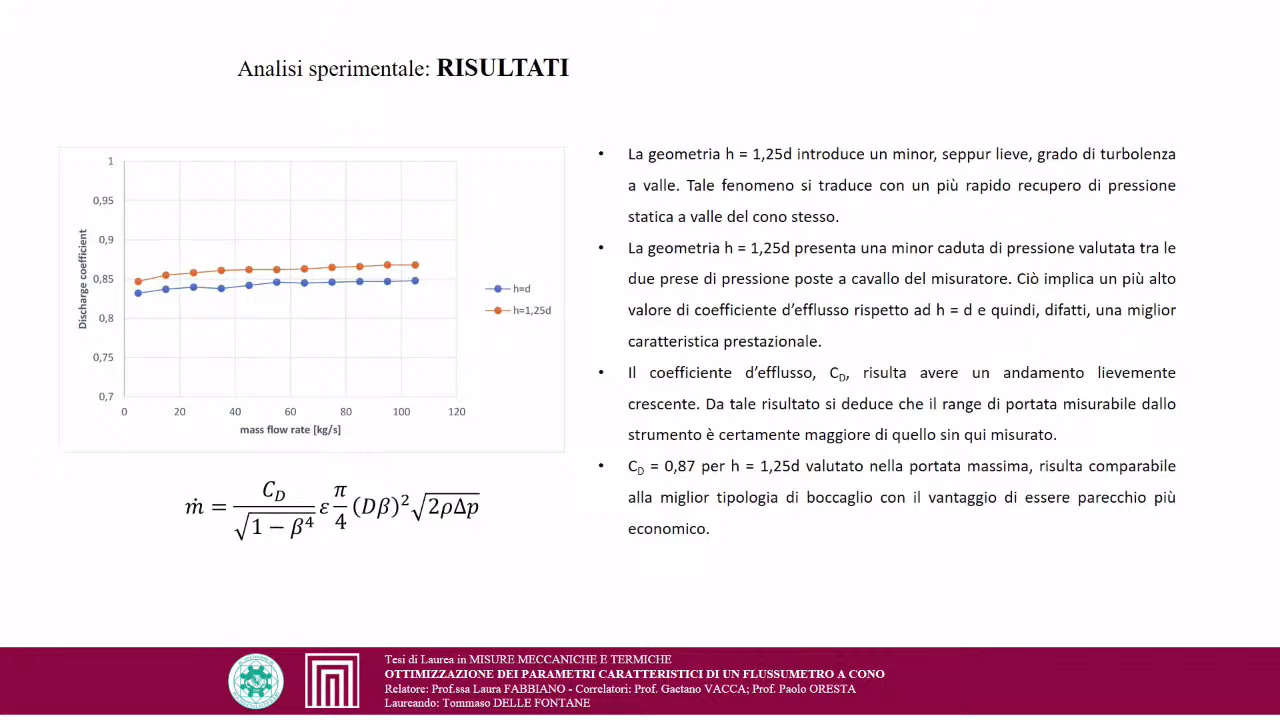 Analisi sperimentale: RISULTATI
1
0,95
0,9
0,85
0,8
0,75
0,7
Discharge coefficient
0 20 40 60 80 100 120
mass flow rate [kg/s]
h=d
h=1,25d
ṁ = C_D / √(1 − β⁴) ε π/4 (Dβ)² √(2ρΔp)
• La geometria h = 1,25d introduce un minor, seppur lieve, grado di turbolenza
a valle. Tale fenomeno si traduce con un più rapido recupero di pressione
statica a valle del cono stesso.
• La geometria h = 1,25d presenta una minor caduta di pressione valutata tra le
due prese di pressione poste a cavallo del misuratore. Ciò implica un più alto
valore di coefficiente d’efflusso rispetto ad h = d e quindi, difatti, una miglior
caratteristica prestazionale.
• Il coefficiente d’efflusso, C_D, risulta avere un andamento lievemente
crescente. Da tale risultato si deduce che il range di portata misurabile dallo
strumento è certamente maggiore di quello sin qui misurato.
• C_D = 0,87 per h = 1,25d valutato nella portata massima, risulta comparabile
alla miglior tipologia di boccaglio con il vantaggio di essere parecchio più
economico.
Tesi di Laurea in MISURE MECCANICHE E TERMICHE
OTTIMIZZAZIONE DEI PARAMETRI CARATTERISTICI DI UN FLUSSUMETRO A CONO
Relatore: Prof.ssa Laura FABBIANO - Correlatori: Prof. Gaetano VACCA; Prof. Paolo ORESTA
Laureando: Tommaso DELLE FONTANE